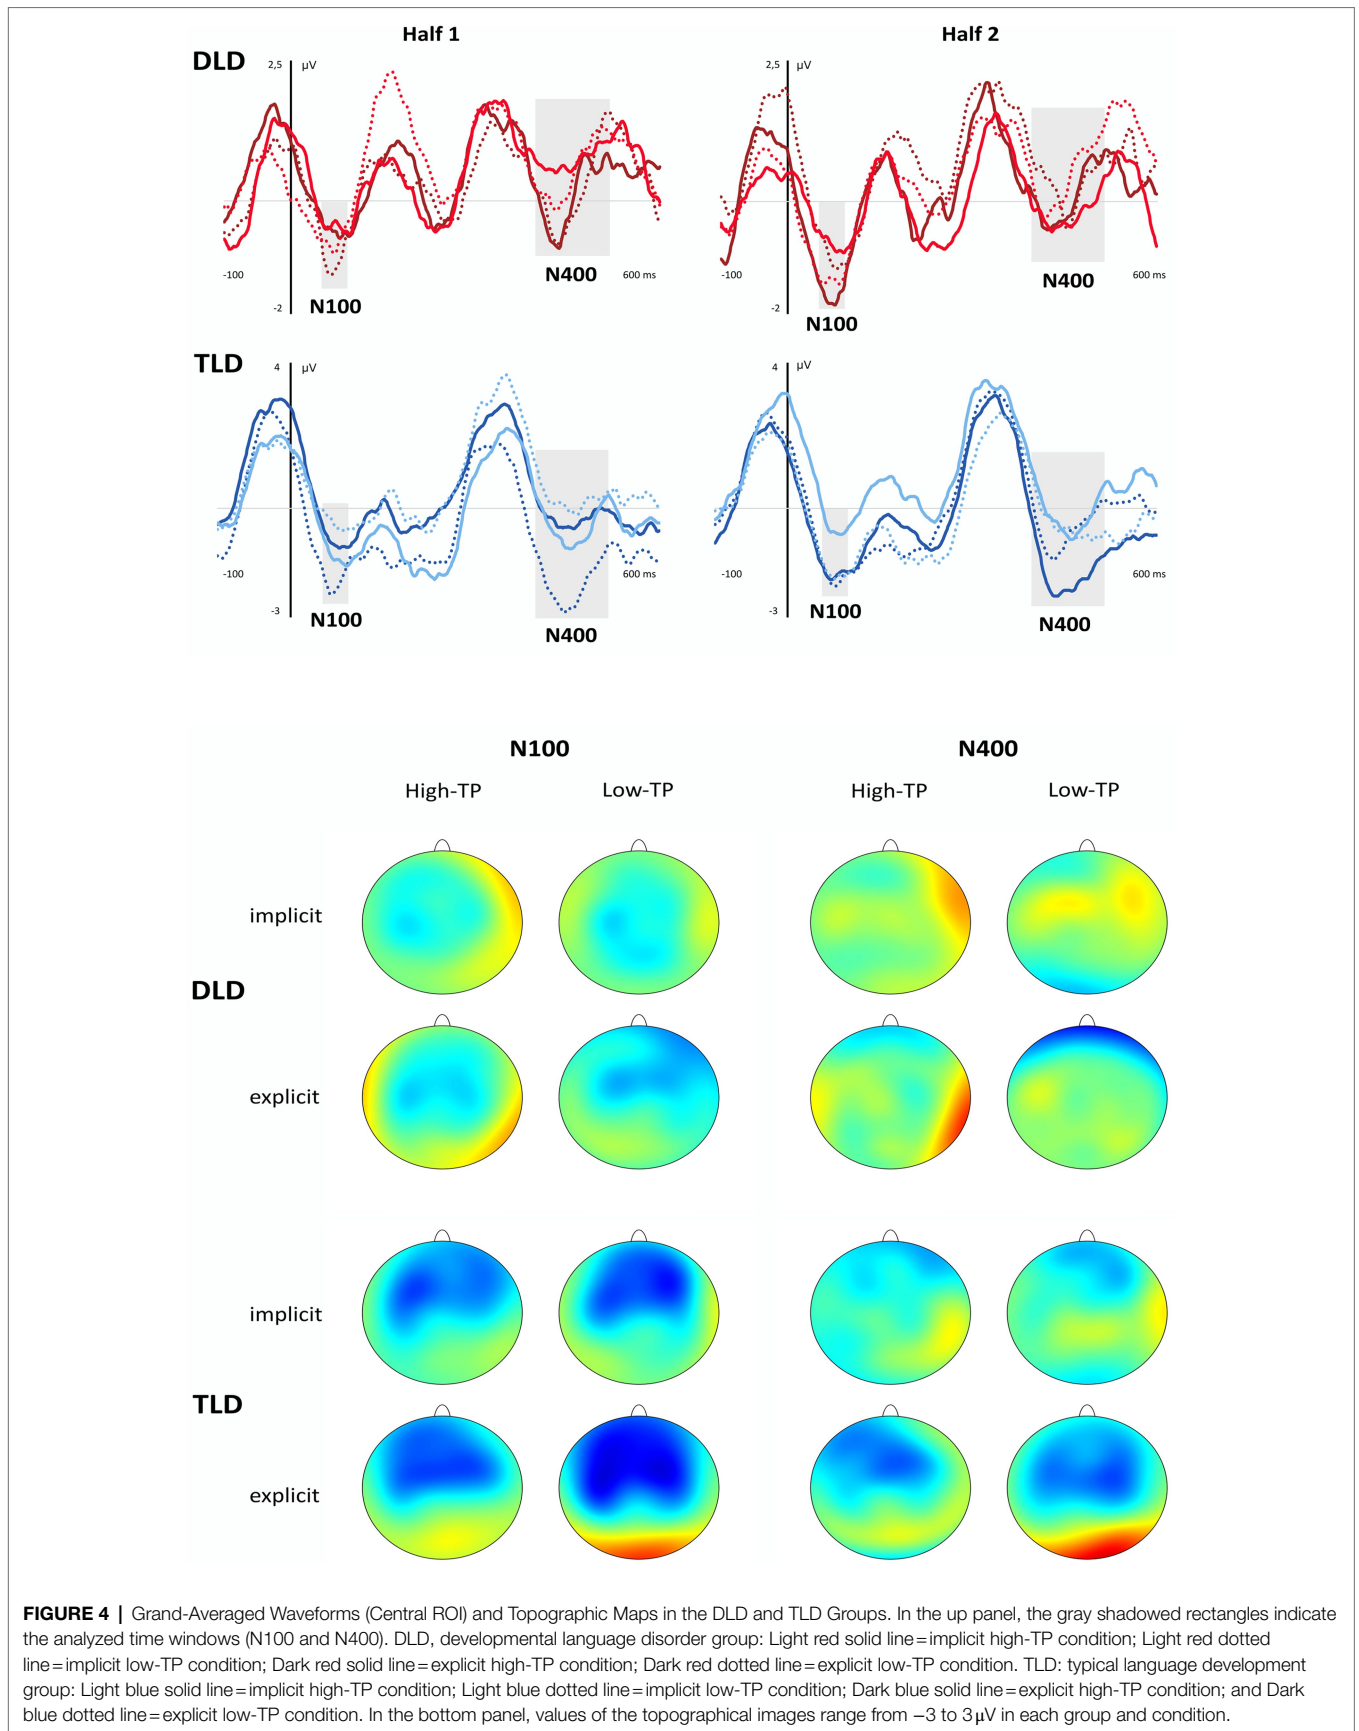 Half 1
Half 2
DLD
2,5
µV
2,5
µV
-100
N400
600 ms
-100
N400
600 ms
-2
N100
-2
N100
TLD
4
µV
4
µV
-100
600 ms
-100
600 ms
-3
N100
N400
-3
N100
N400
N100
N400
High-TP
Low-TP
High-TP
Low-TP
implicit
DLD
explicit
implicit
TLD
explicit
FIGURE 4 | Grand-Averaged Waveforms (Central ROI) and Topographic Maps in the DLD and TLD Groups. In the up panel, the gray shadowed rectangles indicate
the analyzed time windows (N100 and N400). DLD, developmental language disorder group: Light red solid line=implicit high-TP condition; Light red dotted
line=implicit low-TP condition; Dark red solid line=explicit high-TP condition; Dark red dotted line=explicit low-TP condition. TLD: typical language development
group: Light blue solid line=implicit high-TP condition; Light blue dotted line=implicit low-TP condition; Dark blue solid line=explicit high-TP condition; and Dark
blue dotted line=explicit low-TP condition. In the bottom panel, values of the topographical images range from −3 to 3 µV in each group and condition.